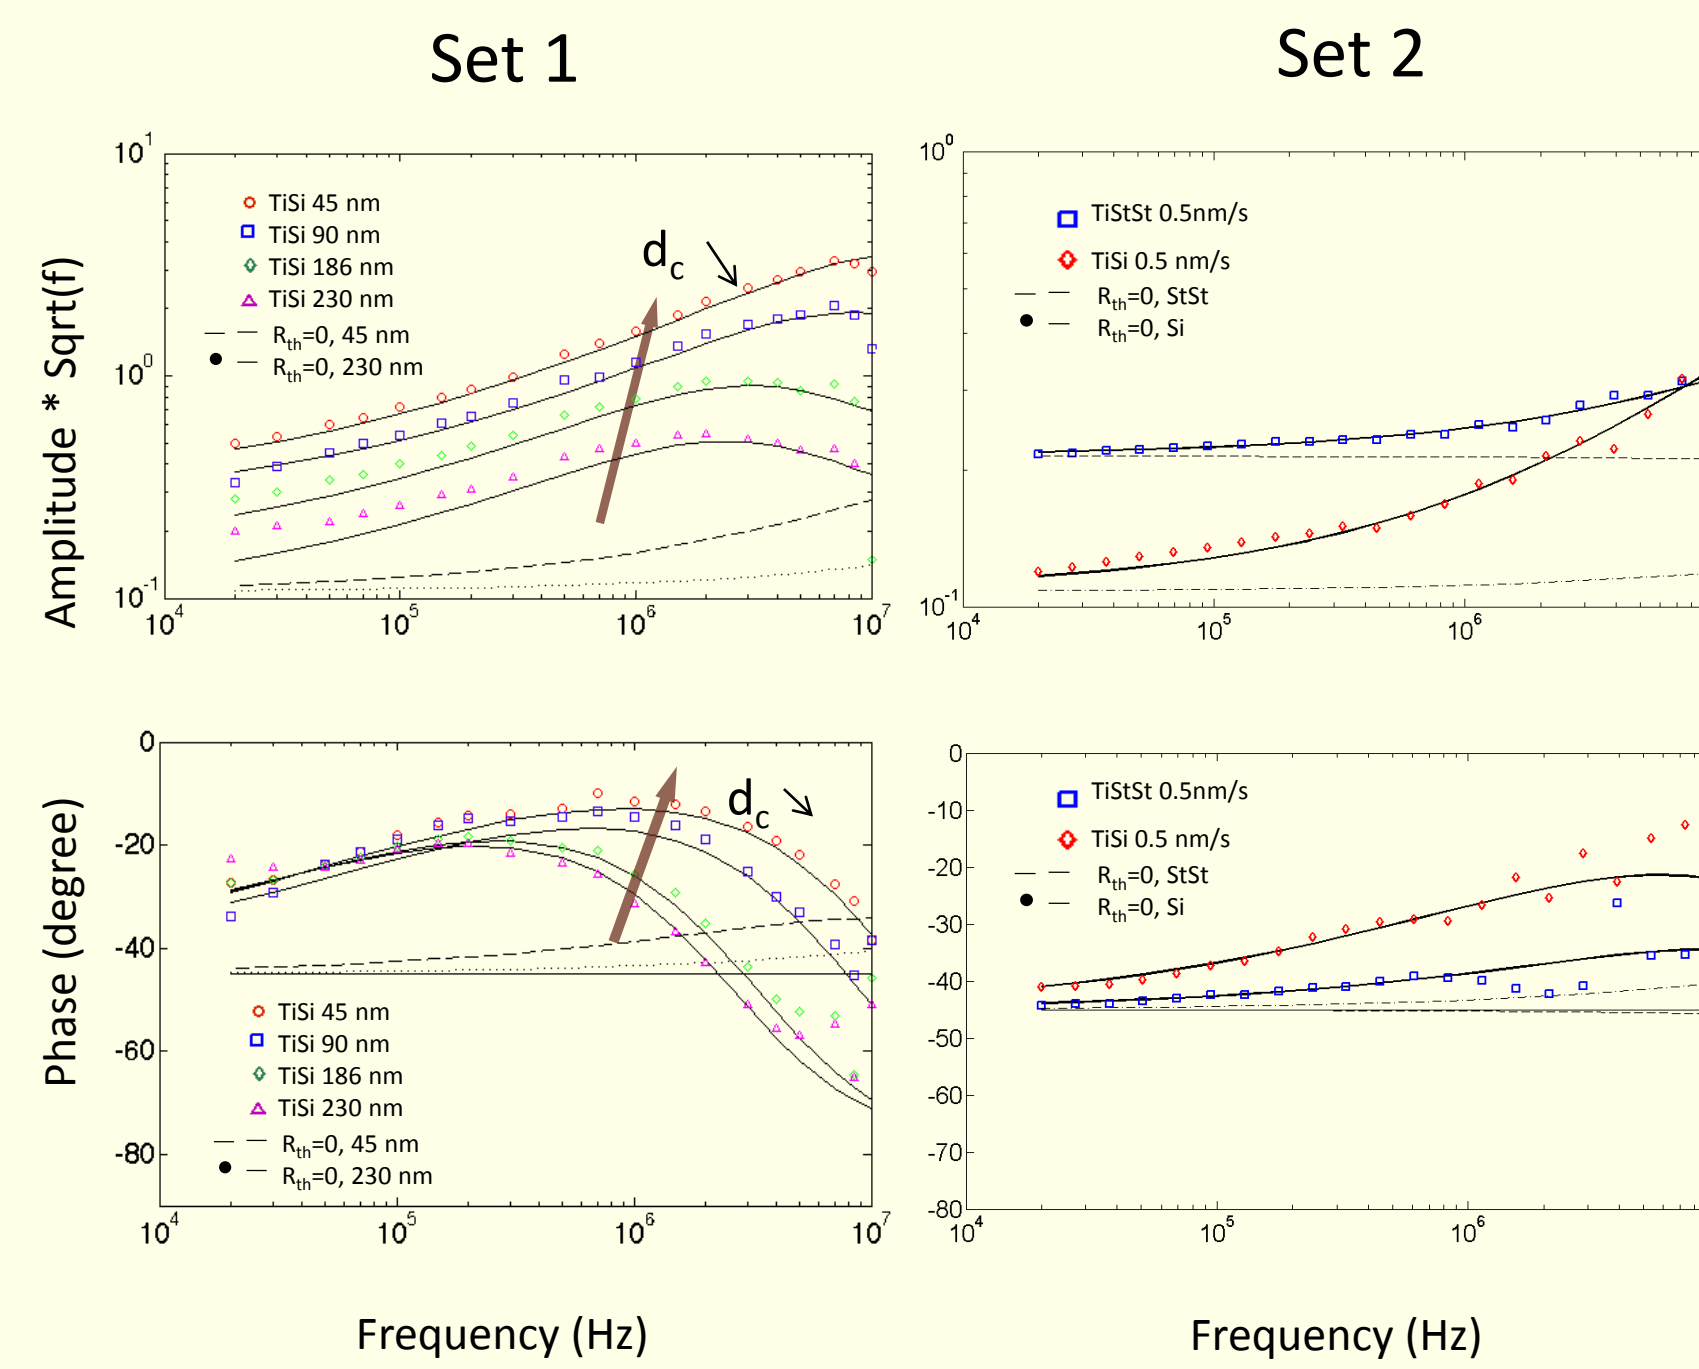 Set 1
Set 2
Amplitude * Sqrt(f)
10^1
10^0
10^-1
10^4
10^5
10^6
10^7
TiSi 45 nm
TiSi 90 nm
TiSi 186 nm
TiSi 230 nm
R_th=0, 45 nm
R_th=0, 230 nm
d_c
10^0
10^-1
10^4
10^5
10^6
TiStSt 0.5nm/s
TiSi 0.5 nm/s
R_th=0, StSt
R_th=0, Si
Phase (degree)
0
-20
-40
-60
-80
10^4
10^5
10^6
10^7
d_c
TiSi 45 nm
TiSi 90 nm
TiSi 186 nm
TiSi 230 nm
R_th=0, 45 nm
R_th=0, 230 nm
0
-10
-20
-30
-40
-50
-60
-70
-80
10^4
10^5
10^6
TiStSt 0.5nm/s
TiSi 0.5 nm/s
R_th=0, StSt
R_th=0, Si
Frequency (Hz)
Frequency (Hz)